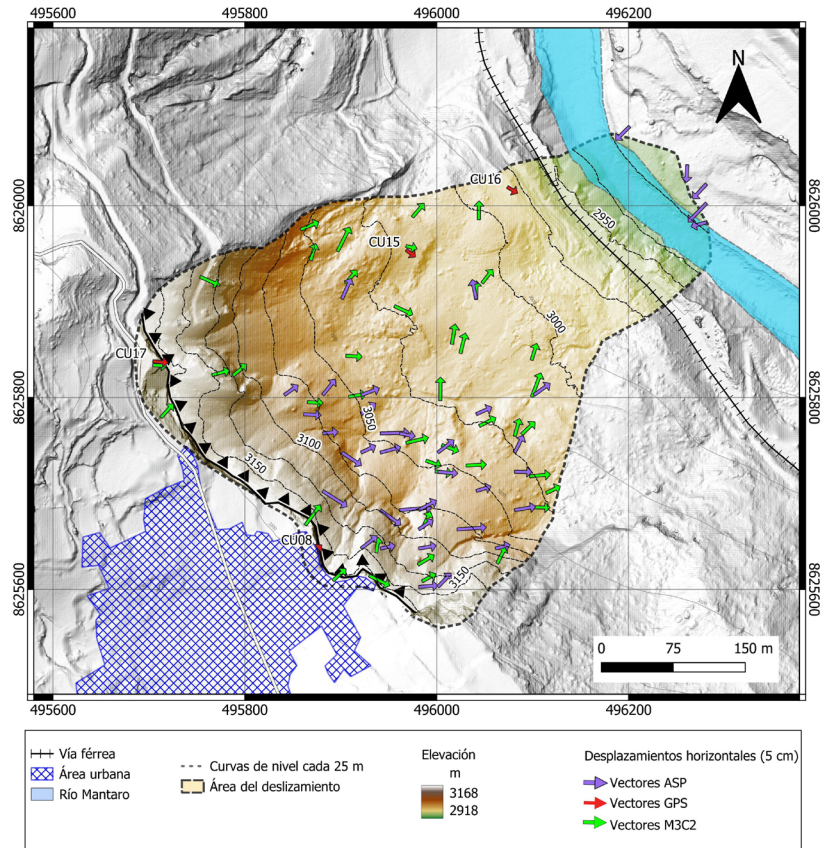 495600 495800 496000 496200
N
8626000
8626000
CU16
2950
CU15
3000
CU17
8625800
8625800
3050
3100
3150
CU08
3150
8625600
8625600
0 75 150 m
495600 495800 496000 496200
Vía férrea
Área urbana
Río Mantaro
Curvas de nivel cada 25 m
Área del deslizamiento
Elevación
m
3168
2918
Desplazamientos horizontales (5 cm)
Vectores ASP
Vectores GPS
Vectores M3C2